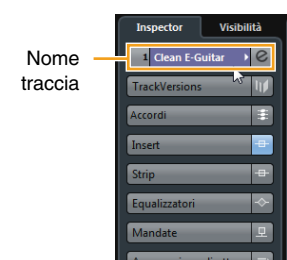 Inspector Visibilità
Nome traccia
1 Clean E-Guitar
TrackVersions
Accordi
Insert
Strip
Equalizzatori
Mandate